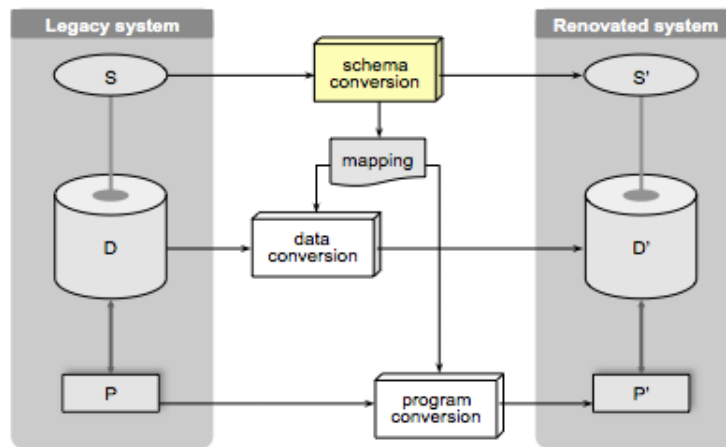 Legacy system
Renovated system
S
schema
conversion
S'
mapping
D
data
conversion
D'
P
program
conversion
P'